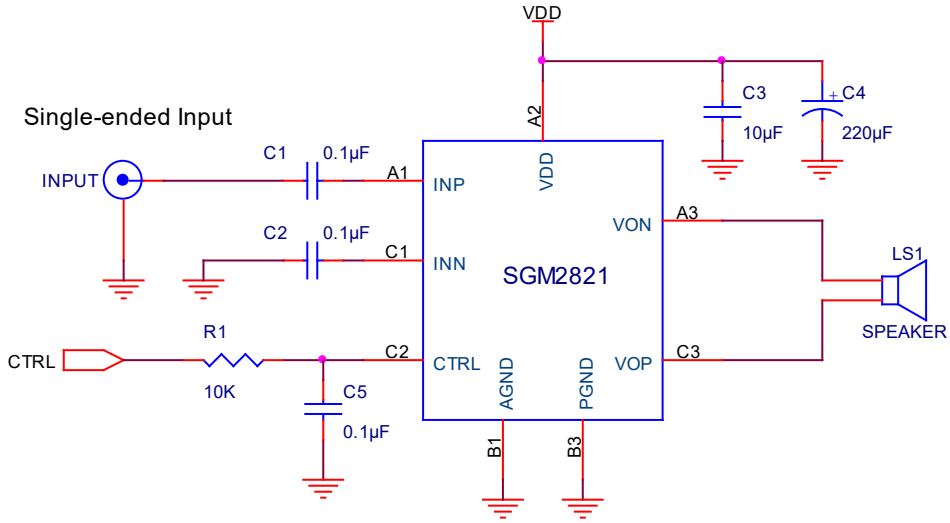 VDD
Single-ended Input
INPUT
C1 0.1µF
A1
INP
C2 0.1µF
C1
INN
A2
VDD
C3
10µF
+
C4
220µF
VON
A3
SGM2821
LS1
SPEAKER
CTRL
R1
10K
C2
CTRL
C5
0.1µF
AGND
B1
PGND
B3
VOP
C3